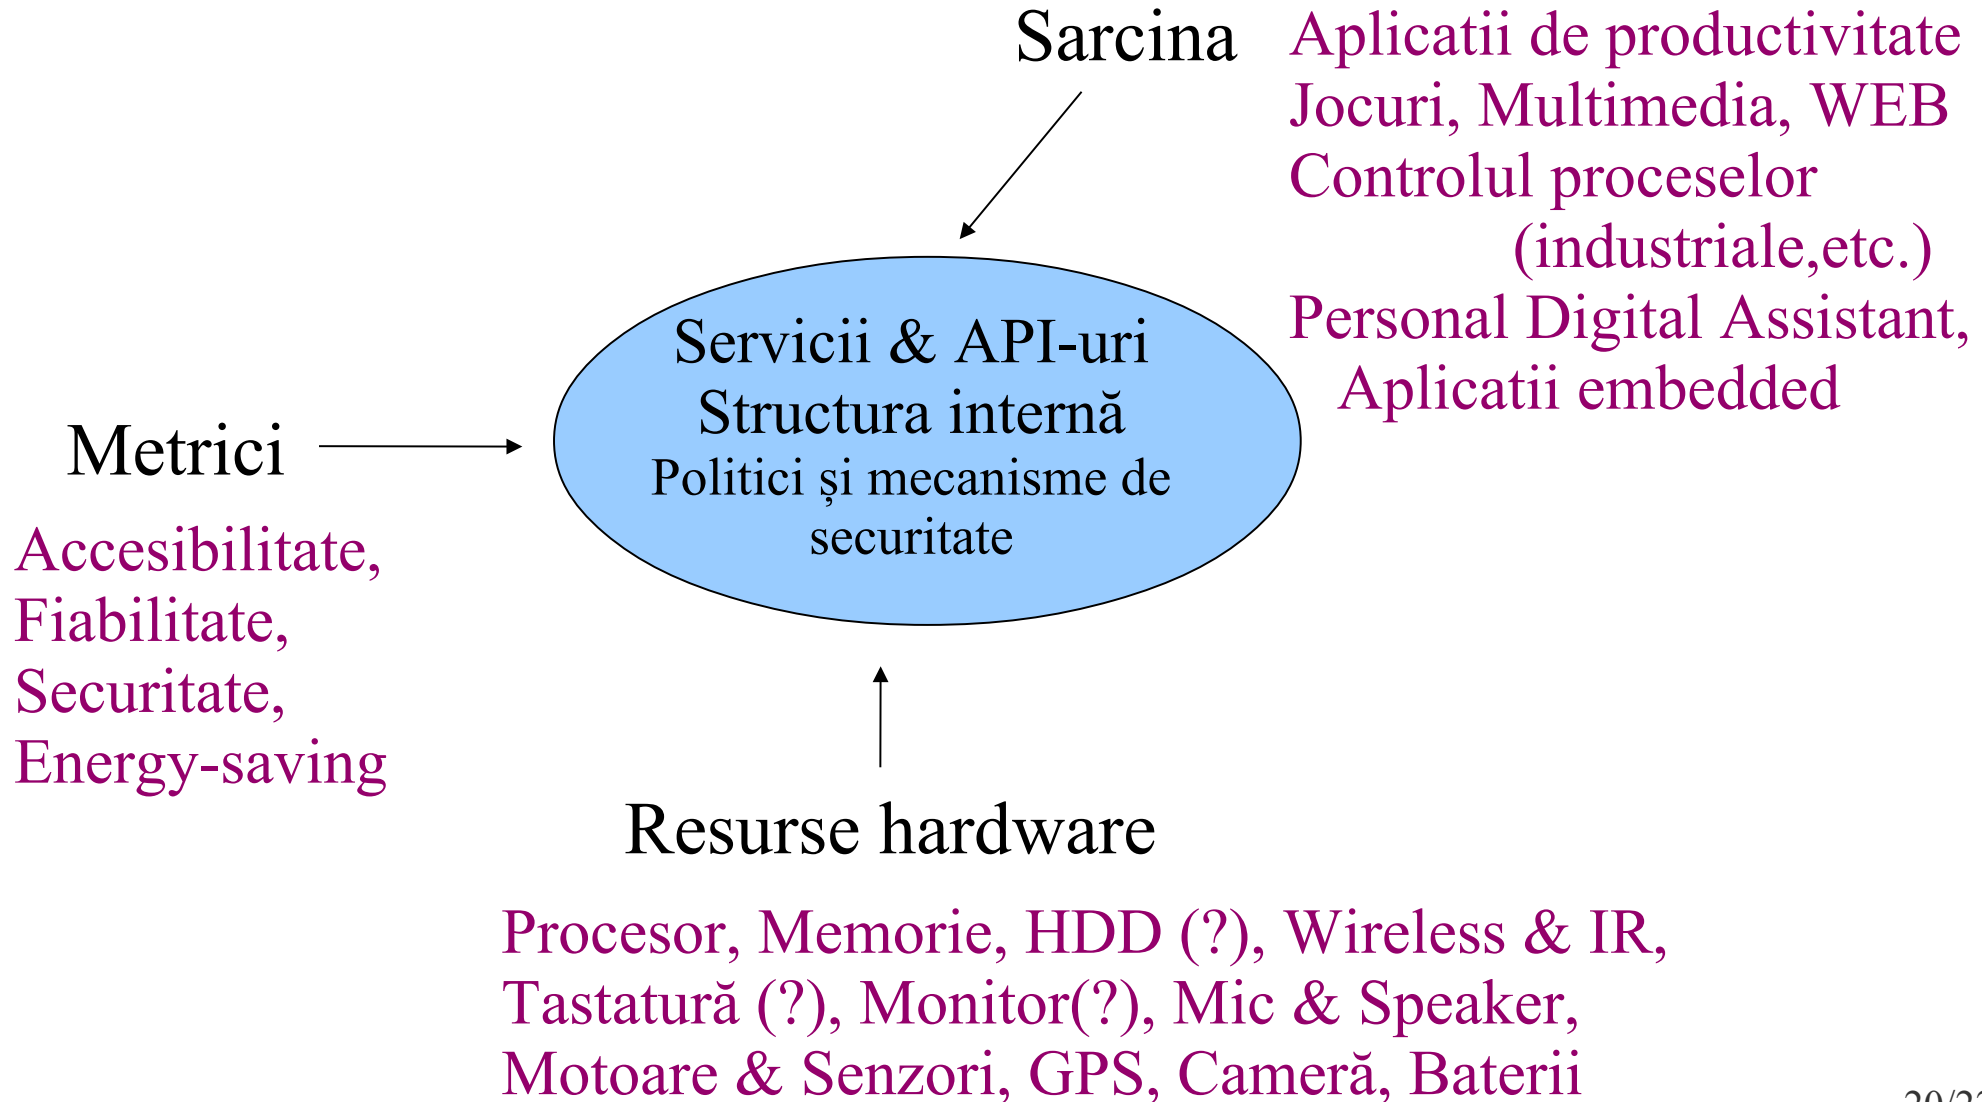 Sarcina
Aplicatii de productivitate
Jocuri, Multimedia, WEB
Controlul proceselor
(industriale,etc.)
Personal Digital Assistant,
Aplicatii embedded
Servicii & API-uri
Structura internă
Politici și mecanisme de
securitate
Metrici
Accesibilitate,
Fiabilitate,
Securitate,
Energy-saving
Resurse hardware
Procesor, Memorie, HDD (?), Wireless & IR,
Tastatură (?), Monitor(?), Mic & Speaker,
Motoare & Senzori, GPS, Cameră, Baterii